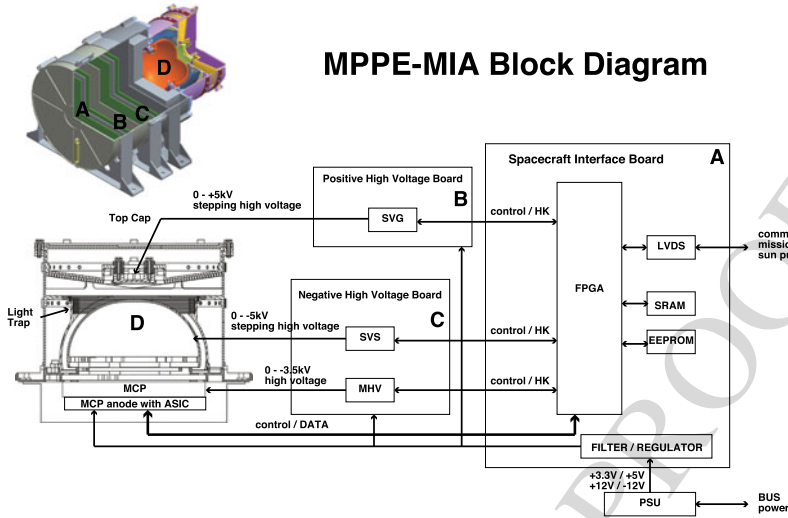 MPPE-MIA Block Diagram
D
A
B
C
Spacecraft Interface Board
A
Positive High Voltage Board
B
0 - +5kV
stepping high voltage
Top Cap
SVG
control / HK
FPGA
LVDS
SRAM
EEPROM
Negative High Voltage Board
C
Light
Trap
D
0 - -5kV
stepping high voltage
SVS
control / HK
0 - -3.5kV
high voltage
MHV
control / HK
MCP
MCP anode with ASIC
control / DATA
FILTER / REGULATOR
+3.3V / +5V
+12V / -12V
PSU
BUS
power